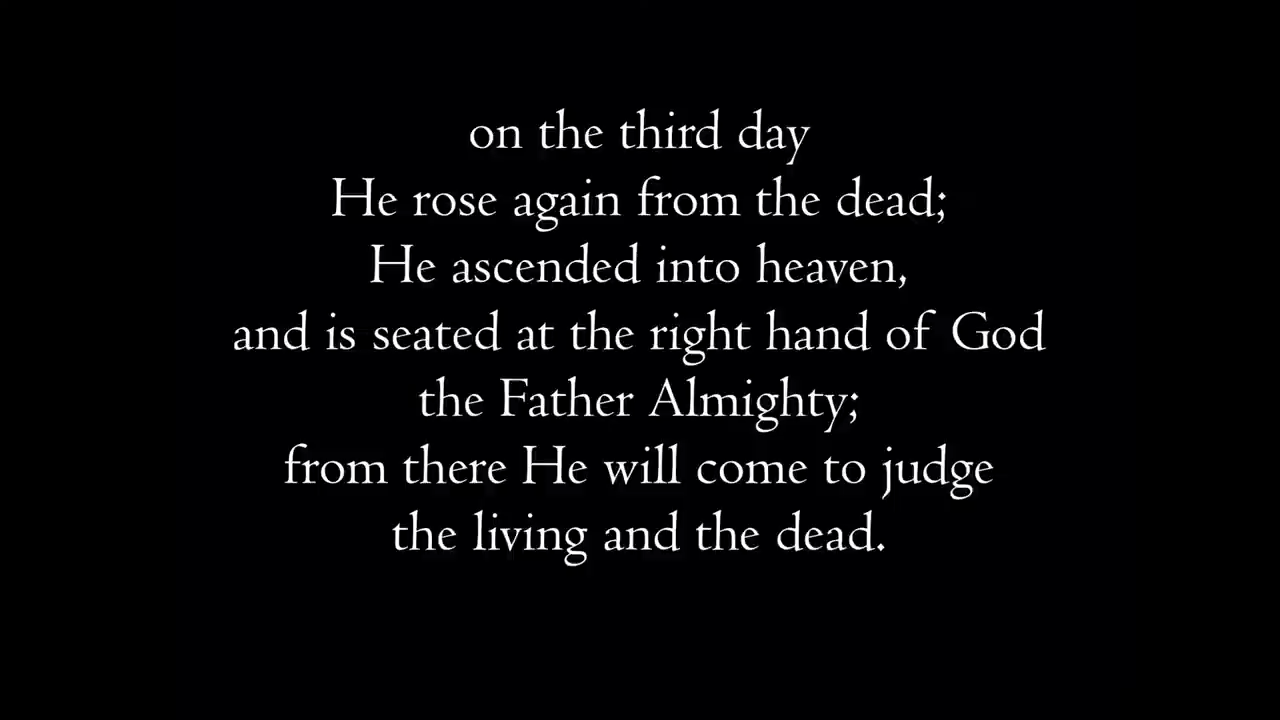 on the third day
He rose again from the dead;
He ascended into heaven,
and is seated at the right hand of God
the Father Almighty;
from there He will come to judge
the living and the dead.